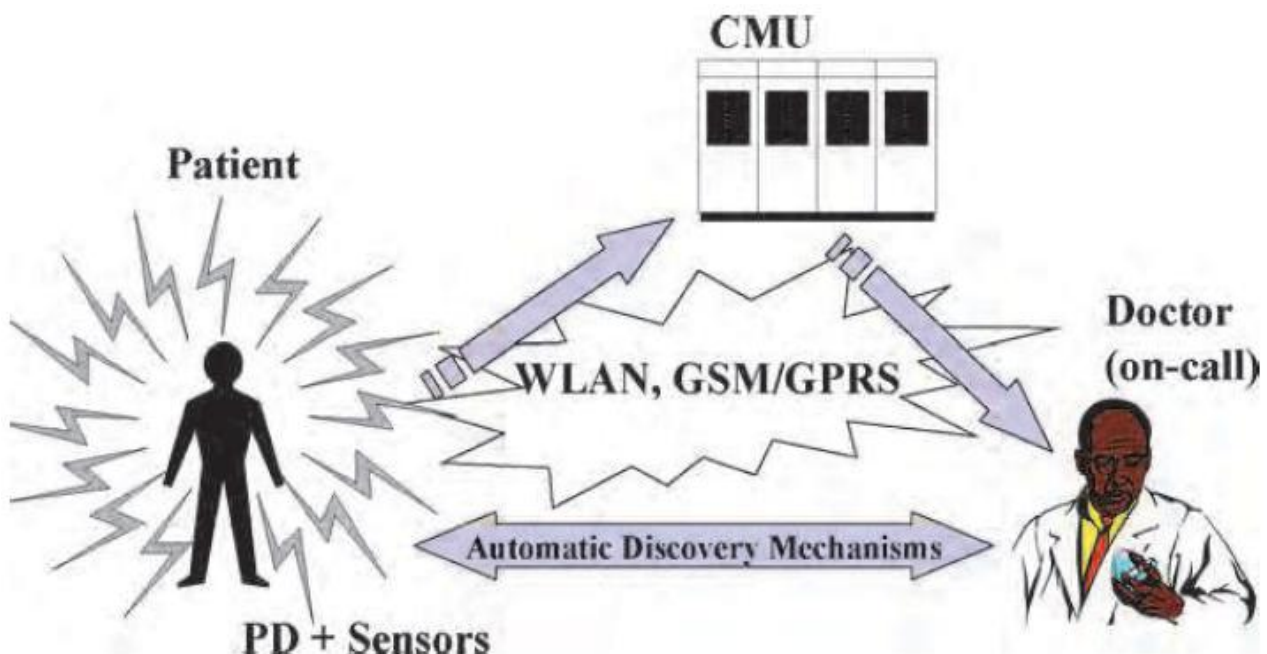 CMU
Patient
Doctor
(on-call)
WLAN, GSM/GPRS
Automatic Discovery Mechanisms
PD + Sensors